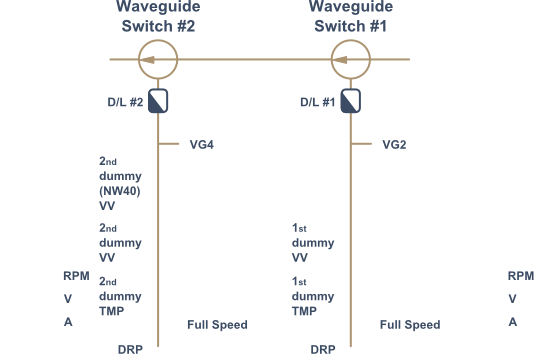 Waveguide
Switch #2
Waveguide
Switch #1
D/L #2
D/L #1
VG4
VG2
2nd
dummy
(NW40)
VV
2nd
dummy
VV
1st
dummy
VV
RPM
V
A
2nd
dummy
TMP
1st
dummy
TMP
RPM
V
A
Full Speed
Full Speed
DRP
DRP